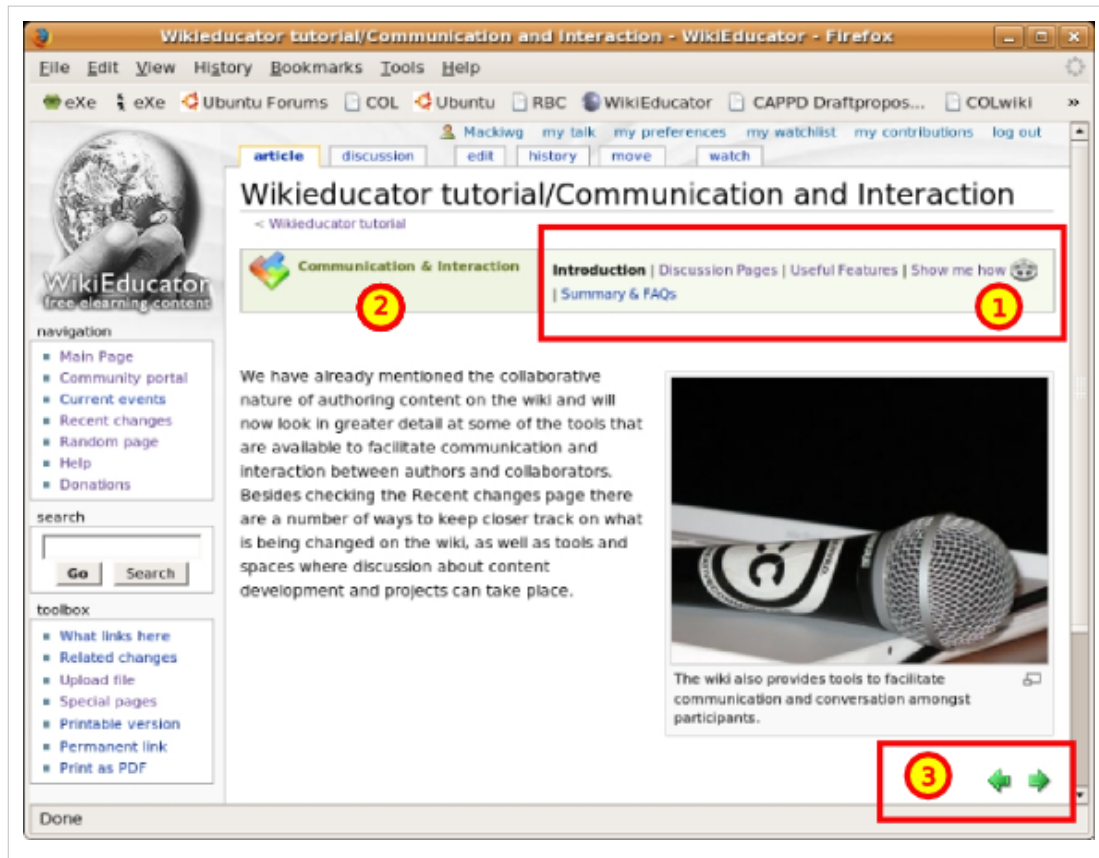 Wikieducator tutorial/Communication and Interaction - WikiEducator - Firefox
File Edit View History Bookmarks Tools Help
eXe eXe Ubuntu Forums COL Ubuntu RBC WikiEducator CAPPD Draftpropos... COLwiki »
Mackiwg my talk my preferences my watchlist my contributions log out
article discussion edit history move watch
Wikieducator tutorial/Communication and Interaction
< Wikieducator tutorial
Communication & Interaction
2
Introduction | Discussion Pages | Useful Features | Show me how
| Summary & FAQs
1
WikiEducator
free elearning content
navigation
Main Page
Community portal
Current events
Recent changes
Random page
Help
Donations
search
Go Search
toolbox
What links here
Related changes
Upload file
Special pages
Printable version
Permanent link
Print as PDF
We have already mentioned the collaborative
nature of authoring content on the wiki and will
now look in greater detail at some of the tools that
are available to facilitate communication and
interaction between authors and collaborators.
Besides checking the Recent changes page there
are a number of ways to keep closer track on what
is being changed on the wiki, as well as tools and
spaces where discussion about content
development and projects can take place.
The wiki also provides tools to facilitate
communication and conversation amongst
participants.
3
Done